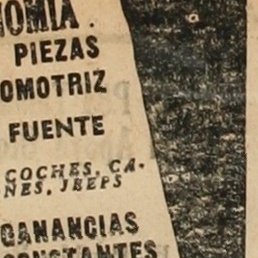 NOMIA.
PIEZAS
OMOTRIZ
FUENTE
COCHES, CA-
NES, JEEPS
GANANCIAS
CONSTANTES